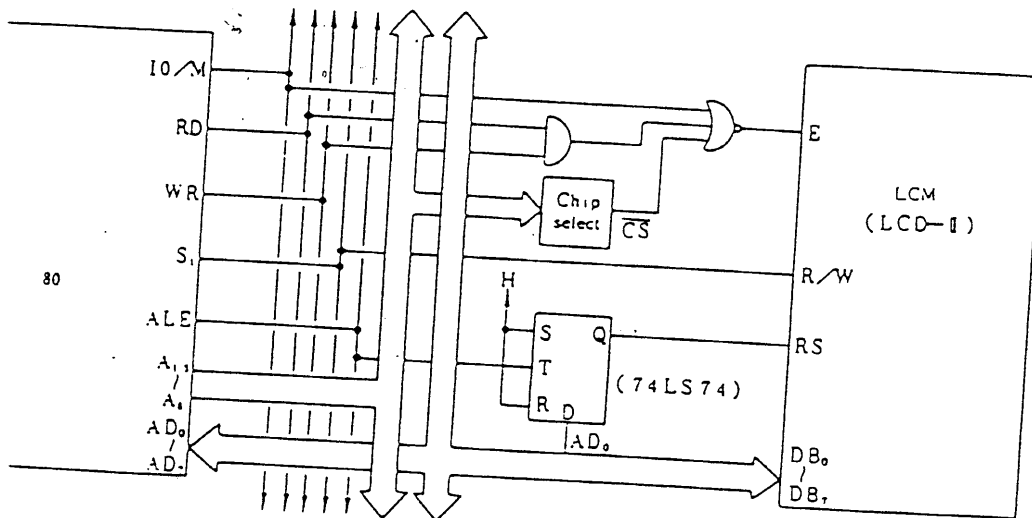 IO/M
RD
WR
S₁
80
ALE
A₁₅
A₈
AD₀
AD₇
Chip
select
C̅S̅
H
S
Q
T
R
D
AD₀
(74LS74)
E
LCM
(LCD-Ⅱ)
R/W
RS
DB₀
DB₇